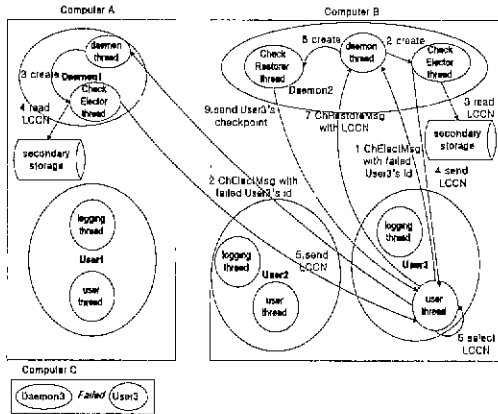 Computer A
daemon
thread
3 create
Daemon1
Check
Elector
thread
4 read
LCCN
secondary
storage
logging
thread
User1
user
thread
Computer B
Check
Restorer
thread
daemon
thread
2 create
Check
Elector
thread
Daemon2
9.send User3's
checkpoint
7 ChRestoreMsg
with LCCN
3 read
LCCN
secondary
storage
1 ChElectMsg
with failed
User3's id
4. send
LCCN
2 ChElectMsg with
failed User3's id
logging
thread
User2
user
thread
5.send
LCCN
logging
thread
User3
user
thread
6 select
LCCN
Computer C
Daemon3 Failed User3